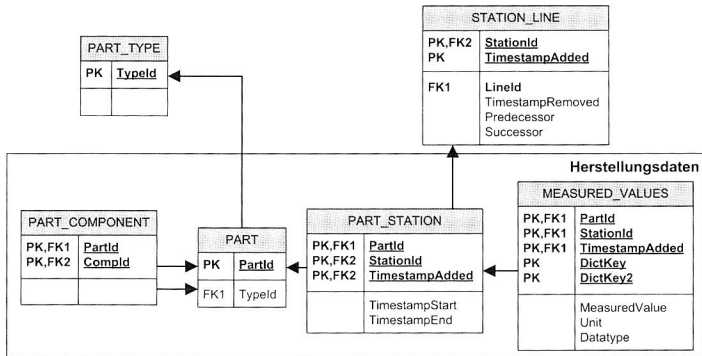 STATION_LINE
PK,FK2 StationId
PK TimestampAdded
FK1 LineId
TimestampRemoved
Predecessor
Successor
PART_TYPE
PK TypeId
Herstellungsdaten
PART_COMPONENT
PK,FK1 PartId
PK,FK2 CompId
PART
PK PartId
FK1 TypeId
PART_STATION
PK,FK1 PartId
PK,FK2 StationId
PK,FK2 TimestampAdded
TimestampStart
TimestampEnd
MEASURED_VALUES
PK,FK1 PartId
PK,FK1 StationId
PK,FK1 TimestampAdded
PK DictKey
PK DictKey2
MeasuredValue
Unit
Datatype